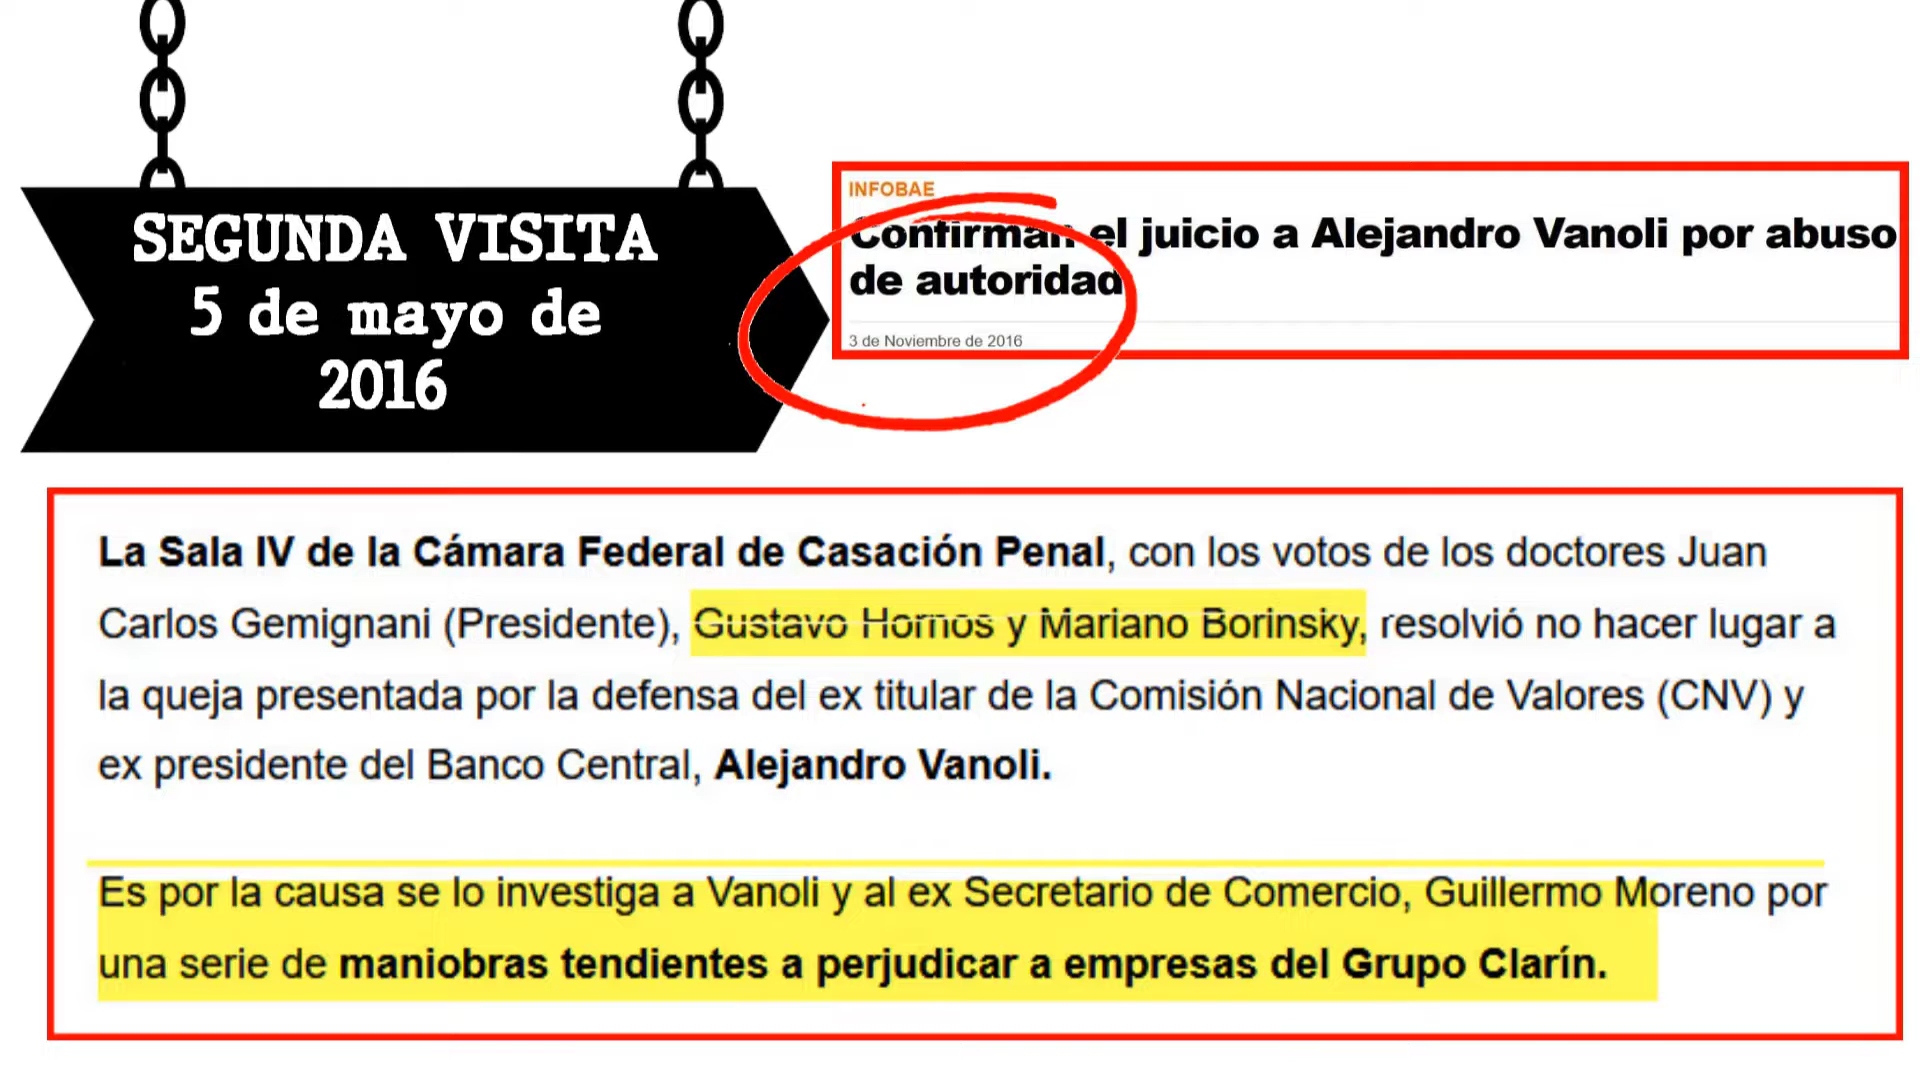 SEGUNDA VISITA
5 de mayo de
2016
INFOBAE
Confirman el juicio a Alejandro Vanoli por abuso
de autoridad
3 de Noviembre de 2016
La Sala IV de la Cámara Federal de Casación Penal, con los votos de los doctores Juan
Carlos Gemignani (Presidente), Gustavo Hornos y Mariano Borinsky, resolvió no hacer lugar a
la queja presentada por la defensa del ex titular de la Comisión Nacional de Valores (CNV) y
ex presidente del Banco Central, Alejandro Vanoli.
Es por la causa se lo investiga a Vanoli y al ex Secretario de Comercio, Guillermo Moreno por
una serie de maniobras tendientes a perjudicar a empresas del Grupo Clarín.